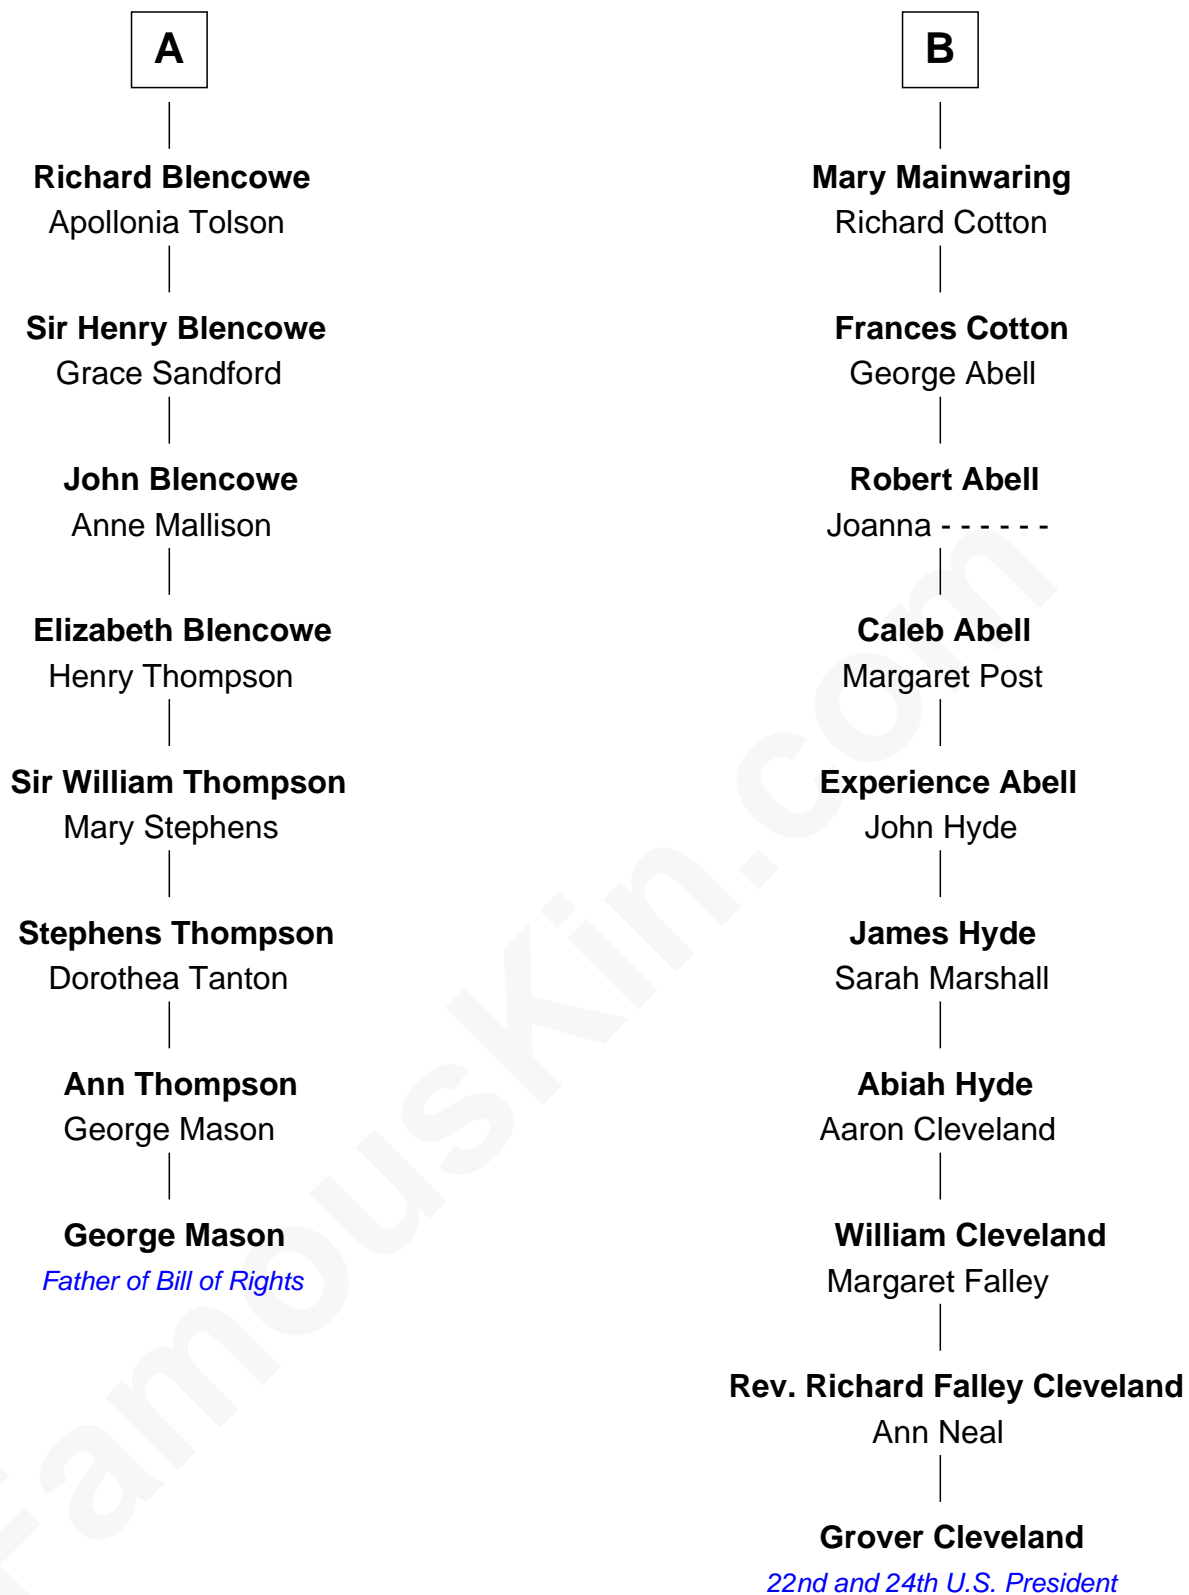 A
Richard Blencowe
Apollonia Tolson
Sir Henry Blencowe
Grace Sandford
John Blencowe
Anne Mallison
Elizabeth Blencowe
Henry Thompson
Sir William Thompson
Mary Stephens
Stephens Thompson
Dorothea Tanton
Ann Thompson
George Mason
George Mason
Father of Bill of Rights
B
Mary Mainwaring
Richard Cotton
Frances Cotton
George Abell
Robert Abell
Joanna - - - - - -
Caleb Abell
Margaret Post
Experience Abell
John Hyde
James Hyde
Sarah Marshall
Abiah Hyde
Aaron Cleveland
William Cleveland
Margaret Falley
Rev. Richard Falley Cleveland
Ann Neal
Grover Cleveland
22nd and 24th U.S. President
FamousKin.com